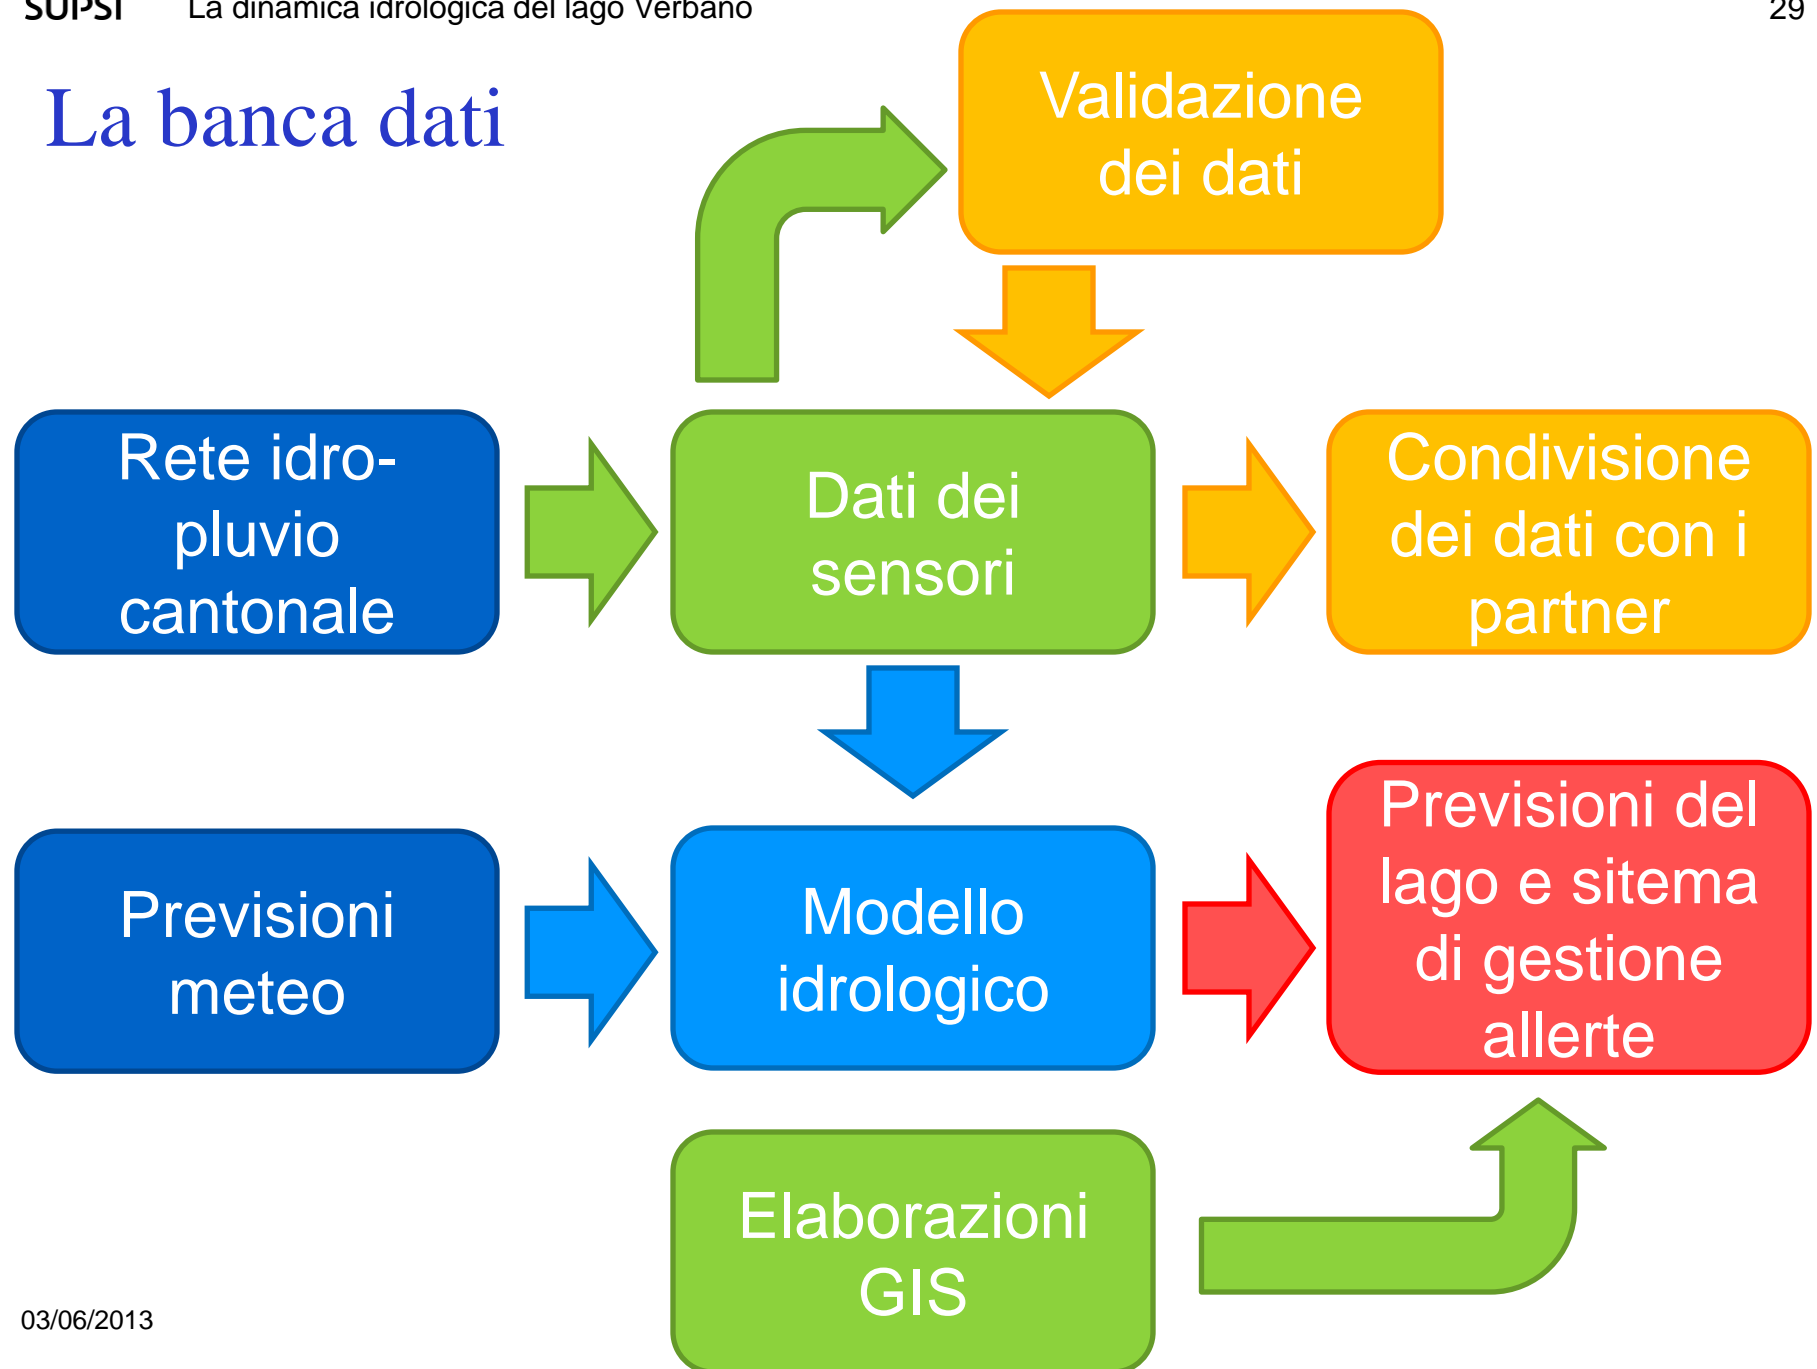 SUPSI La dinamica idrologica del lago Verbano 29
La banca dati
Validazione
dei dati
Rete idro-
pluvio
cantonale
Dati dei
sensori
Condivisione
dei dati con i
partner
Previsioni
meteo
Modello
idrologico
Previsioni del
lago e sitema
di gestione
allerte
Elaborazioni
GIS
03/06/2013